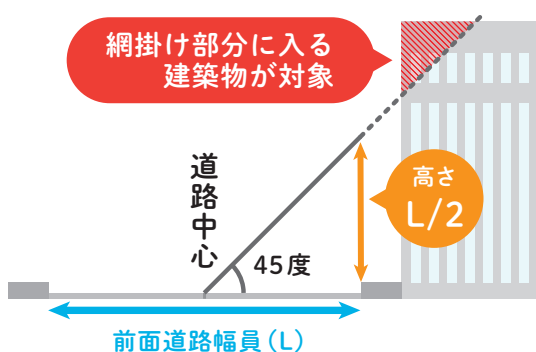 網掛け部分に入る
建築物が対象
道路中心
高さ
L/2
45度
前面道路幅員（L）